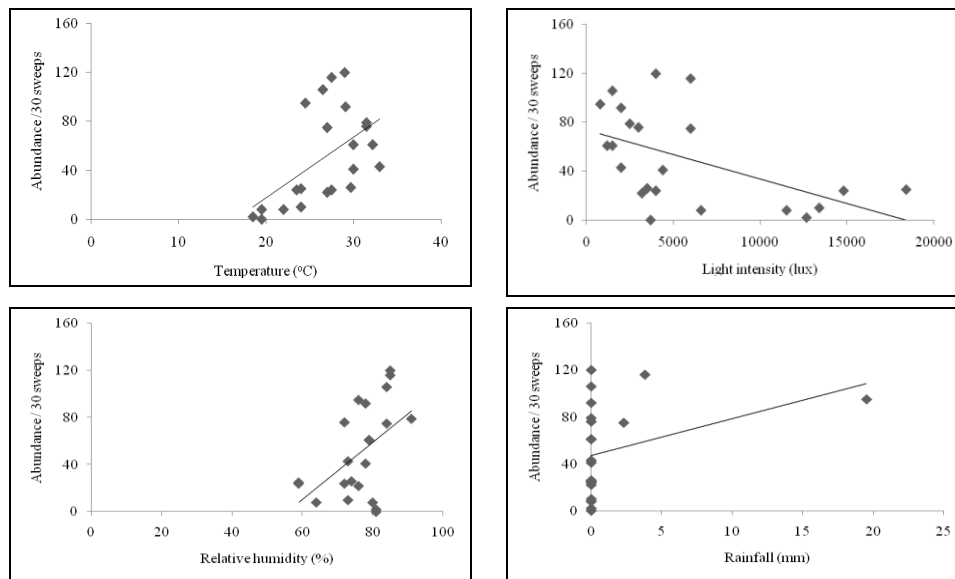 160
120
80
40
0
Abundance / 30 sweeps
0 10 20 30 40
Temperature (°C)
160
120
80
40
0
Abundance / 30 sweeps
0 5000 10000 15000 20000
Light intensity (lux)
160
120
80
40
0
Abundance / 30 sweeps
0 20 40 60 80 100
Relative humidity (%)
160
120
80
40
0
Abundance / 30 sweeps
0 5 10 15 20 25
Rainfall (mm)